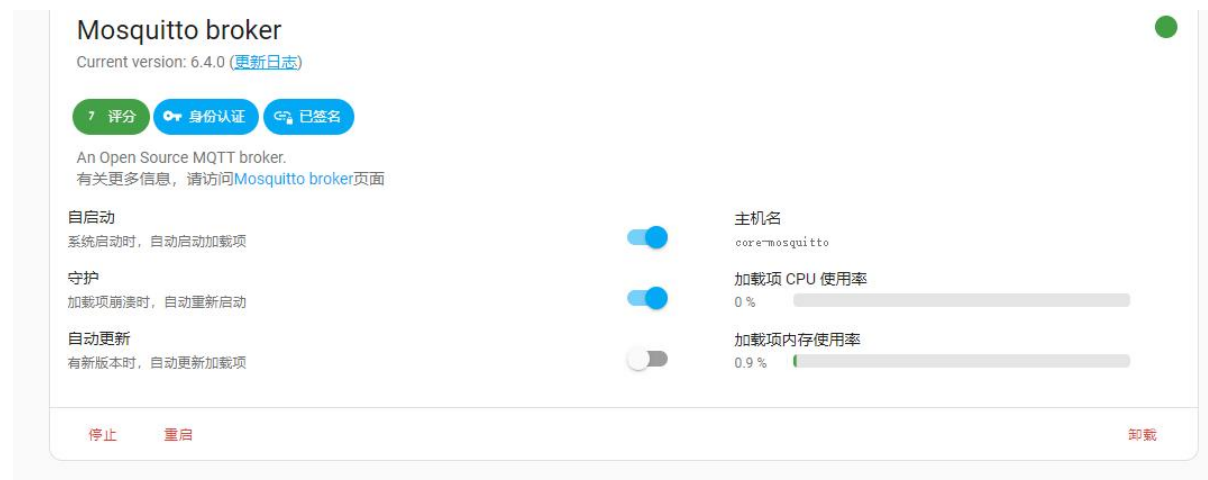 Mosquitto broker
Current version: 6.4.0 (更新日志)
7 评分 身份认证 已签名
An Open Source MQTT broker.
有关更多信息，请访问Mosquitto broker页面
自启动
系统启动时，自动启动加载项
主机名
core-mosquitto
守护
加载项崩溃时，自动重新启动
加载项 CPU 使用率
0 %
自动更新
有新版本时，自动更新加载项
加载项内存使用率
0.9 %
停止 重启 卸载